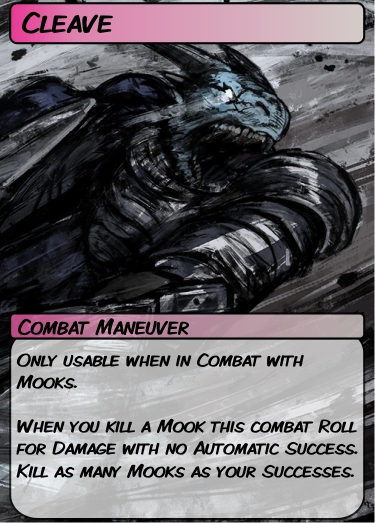 Cleave
Combat Maneuver
Only usable when in Combat with
Mooks.
When you kill a Mook this combat Roll
for Damage with no Automatic Success.
Kill as many Mooks as your Successes.